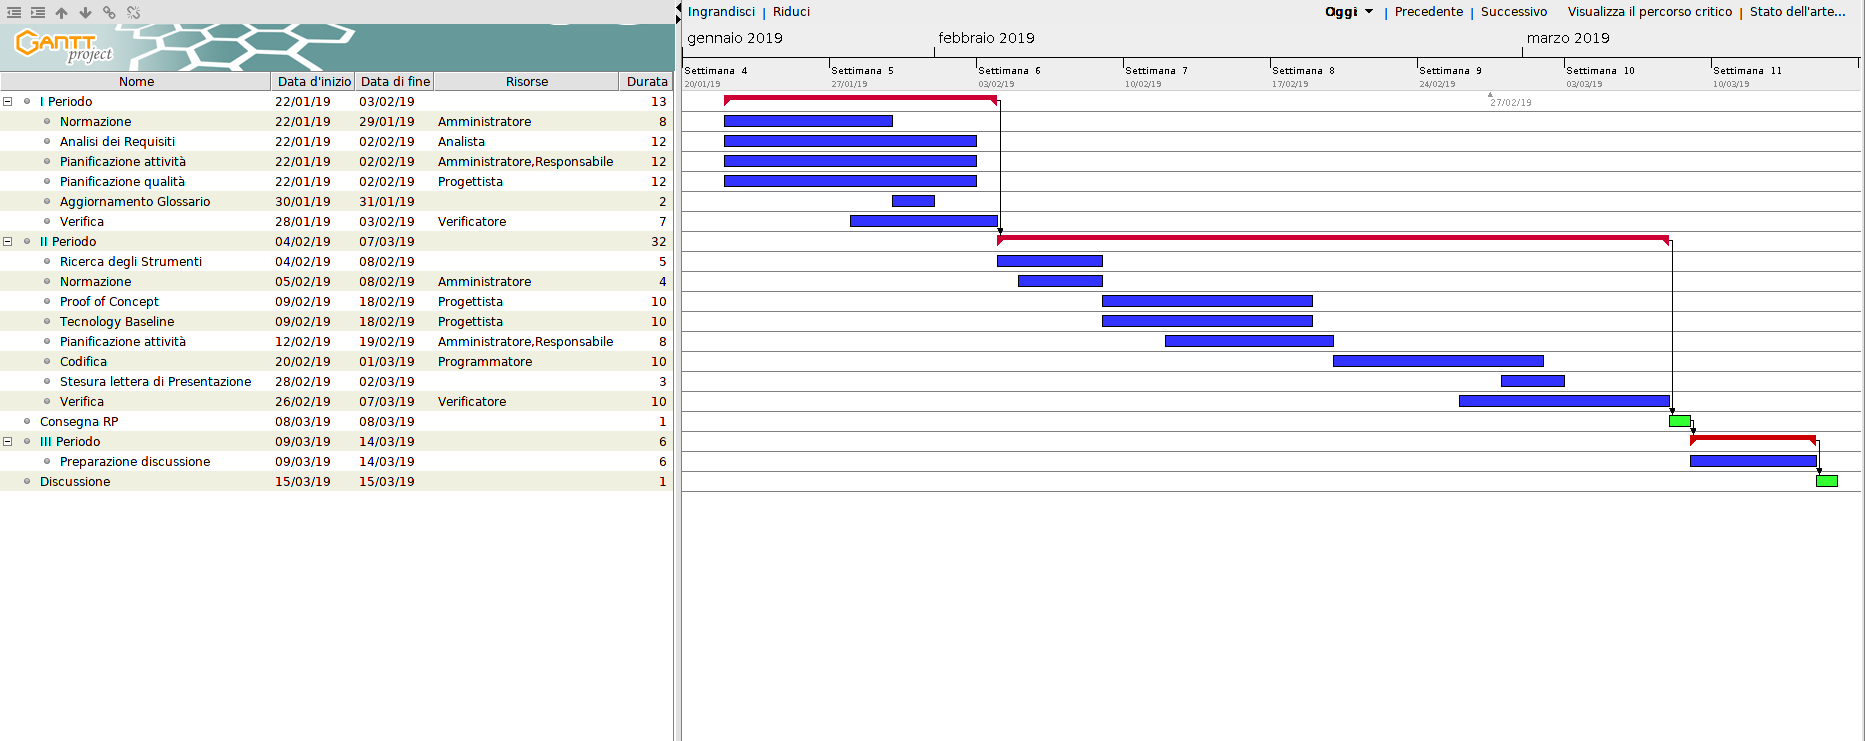 Ingrandisci | Riduci Oggi | Precedente | Successivo Visualizza il percorso critico | Stato dell'arte...
GANTT project
gennaio 2019 febbraio 2019 marzo 2019
Settimana 4 Settimana 5 Settimana 6 Settimana 7 Settimana 8 Settimana 9 Settimana 10 Settimana 11
20/01/19 27/01/19 03/02/19 10/02/19 17/02/19 24/02/19 03/03/19 10/03/19
27/02/19
Nome Data d'inizio Data di fine Risorse Durata
I Periodo 22/01/19 03/02/19 13
Normazione 22/01/19 29/01/19 Amministratore 8
Analisi dei Requisiti 22/01/19 02/02/19 Analista 12
Pianificazione attività 22/01/19 02/02/19 Amministratore,Responsabile 12
Pianificazione qualità 22/01/19 02/02/19 Progettista 12
Aggiornamento Glossario 30/01/19 31/01/19 2
Verifica 28/01/19 03/02/19 Verificatore 7
II Periodo 04/02/19 07/03/19 32
Ricerca degli Strumenti 04/02/19 08/02/19 5
Normazione 05/02/19 08/02/19 Amministratore 4
Proof of Concept 09/02/19 18/02/19 Progettista 10
Tecnology Baseline 09/02/19 18/02/19 Progettista 10
Pianificazione attività 12/02/19 19/02/19 Amministratore,Responsabile 8
Codifica 20/02/19 01/03/19 Programmatore 10
Stesura lettera di Presentazione 28/02/19 02/03/19 3
Verifica 26/02/19 07/03/19 Verificatore 10
Consegna RP 08/03/19 08/03/19 1
III Periodo 09/03/19 14/03/19 6
Preparazione discussione 09/03/19 14/03/19 6
Discussione 15/03/19 15/03/19 1